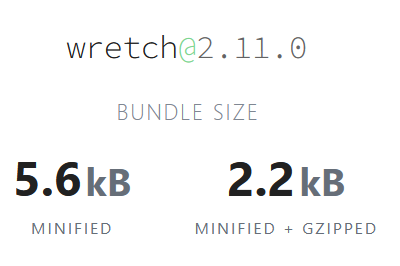 wretch@2.11.0
BUNDLE SIZE
5.6 kB 2.2 kB
MINIFIED MINIFIED + GZIPPED